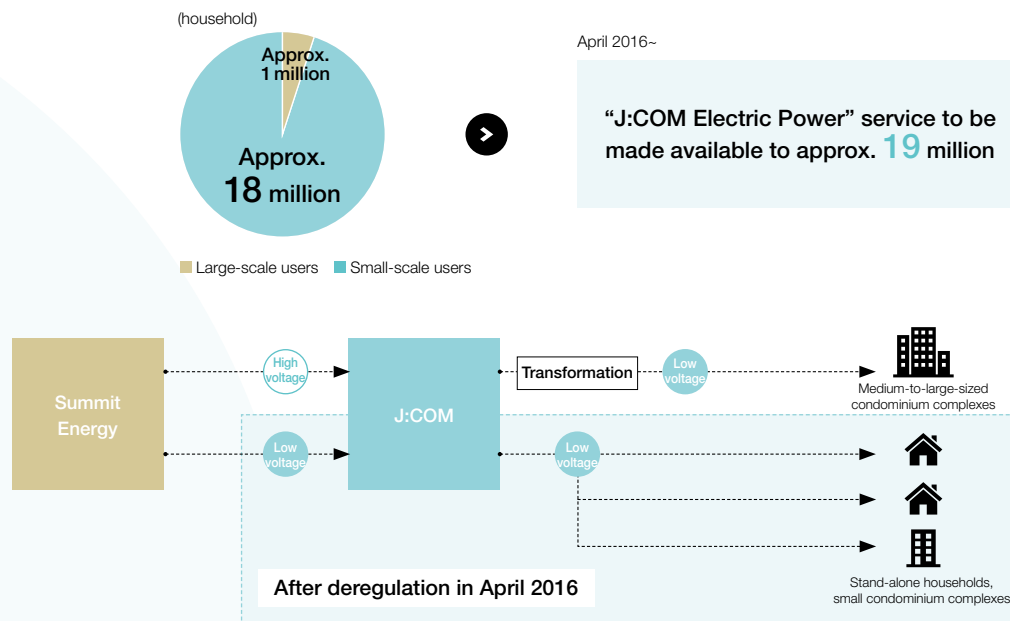 (household)
Approx.
1 million
Approx.
18 million
Large-scale users
Small-scale users
April 2016~
“J:COM Electric Power” service to be
made available to approx. 19 million
Summit
Energy
High
voltage
Low
voltage
J:COM
Transformation
Low
voltage
Medium-to-large-sized
condominium complexes
Low
voltage
Stand-alone households,
small condominium complexes
After deregulation in April 2016